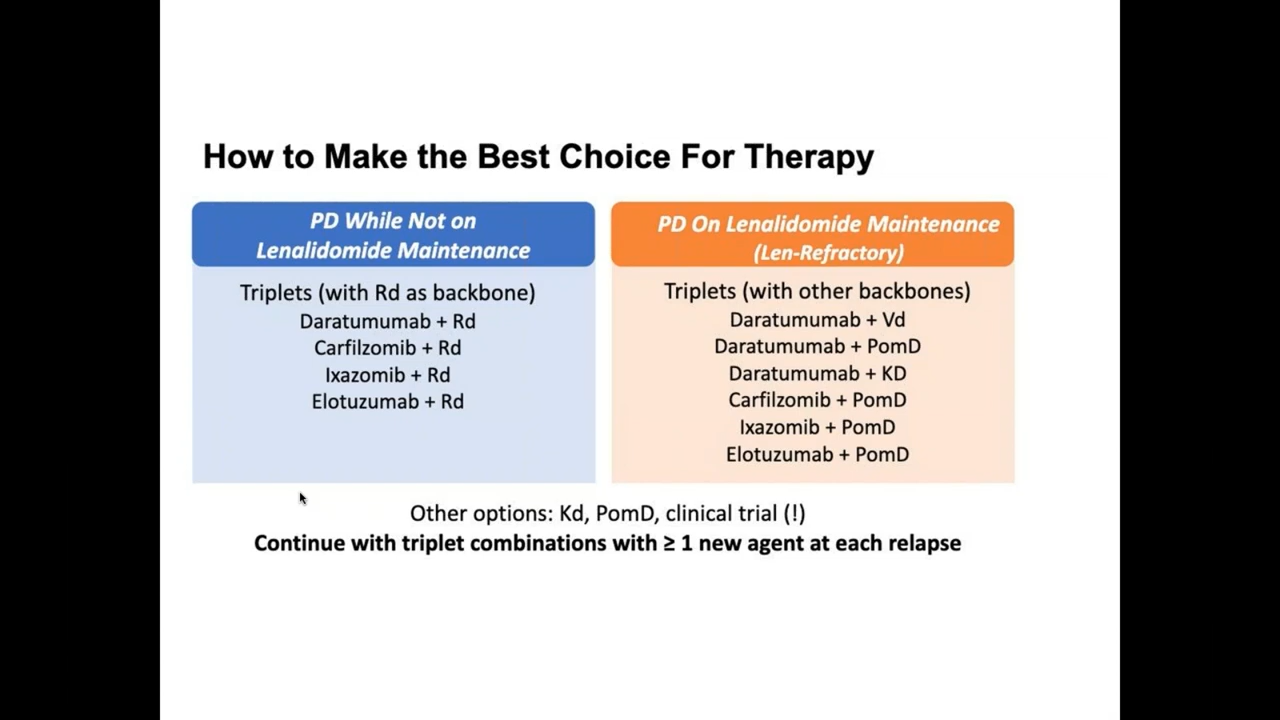 How to Make the Best Choice For Therapy
PD While Not on
Lenalidomide Maintenance
Triplets (with Rd as backbone)
Daratumumab + Rd
Carfilzomib + Rd
Ixazomib + Rd
Elotuzumab + Rd
PD On Lenalidomide Maintenance
(Len-Refractory)
Triplets (with other backbones)
Daratumumab + Vd
Daratumumab + PomD
Daratumumab + KD
Carfilzomib + PomD
Ixazomib + PomD
Elotuzumab + PomD
Other options: Kd, PomD, clinical trial (!)
Continue with triplet combinations with ≥ 1 new agent at each relapse